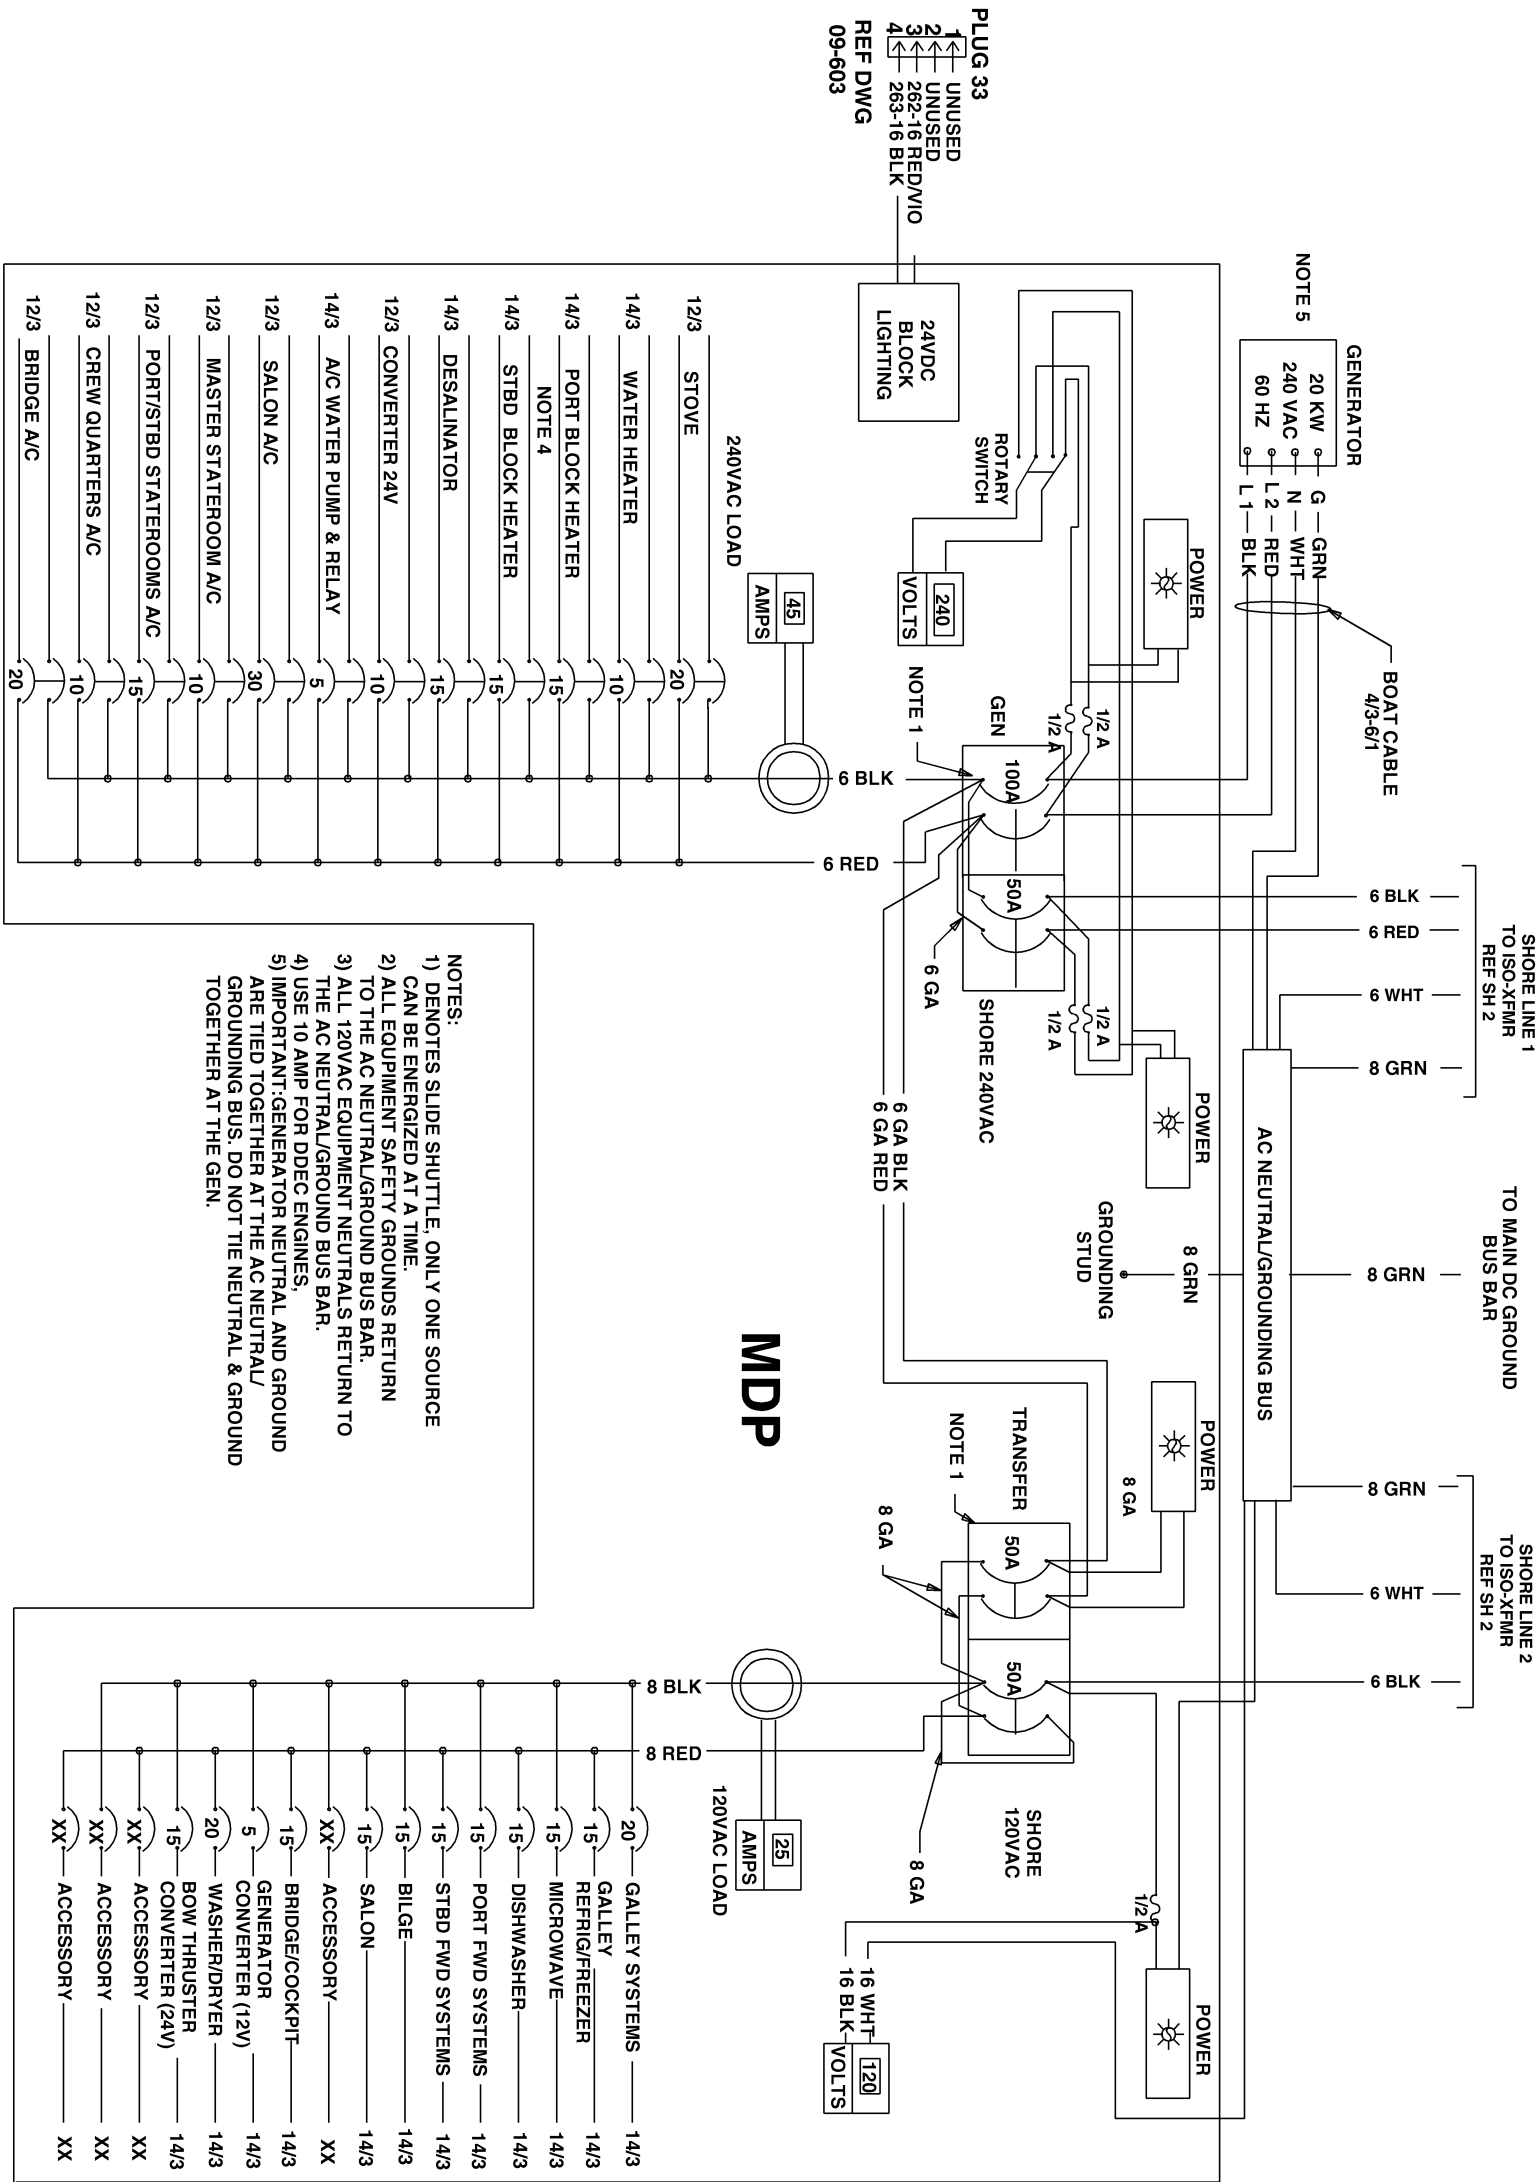 PLUG 33
1 UNUSED
2 UNUSED
3 262-16 RED/VIO
4 263-16 BLK
REF DWG
09-603
NOTE 5
GENERATOR
20 KW
240 VAC
60 HZ
G GRN
N WHT
L 2 RED
L 1 BLK
BOAT CABLE
4/3-6/1
SHORE LINE 1
TO ISO-XFMR
REF SH 2
6 BLK
6 RED
6 WHT
8 GRN
TO MAIN DC GROUND
BUS BAR
8 GRN
SHORE LINE 2
TO ISO-XFMR
REF SH 2
8 GRN
6 WHT
6 BLK
AC NEUTRAL/GROUNDING BUS
8 GRN
GROUNDING
STUD
POWER
POWER
POWER
POWER
24VDC
BLOCK
LIGHTING
ROTARY
SWITCH
240
VOLTS
NOTE 1
GEN
1/2 A
1/2 A
100A
50A
1/2 A
1/2 A
6 GA
SHORE 240VAC
6 GA BLK
6 GA RED
TRANSFER
NOTE 1
8 GA
8 GA
50A
50A
8 GA
SHORE
120VAC
1/2 A
16 WHT
16 BLK
120
VOLTS
MDP
240VAC LOAD
45
AMPS
6 BLK
6 RED
12/3 STOVE 20
14/3 WATER HEATER 10
14/3 PORT BLOCK HEATER 15
NOTE 4
14/3 STBD BLOCK HEATER 15
14/3 DESALINATOR 15
12/3 CONVERTER 24V 10
14/3 A/C WATER PUMP & RELAY 5
12/3 SALON A/C 30
12/3 MASTER STATEROOM A/C 10
12/3 PORT/STBD STATEROOMS A/C 15
12/3 CREW QUARTERS A/C 10
12/3 BRIDGE A/C 20
NOTES:
1) DENOTES SLIDE SHUTTLE, ONLY ONE SOURCE
CAN BE ENERGIZED AT A TIME.
2) ALL EQUPIMENT SAFETY GROUNDS RETURN
TO THE AC NEUTRAL/GROUND BUS BAR.
3) ALL 120VAC EQUIPMENT NEUTRALS RETURN TO
THE AC NEUTRAL/GROUND BUS BAR.
4) USE 10 AMP FOR DDEC ENGINES,
5) IMPORTANT:GENERATOR NEUTRAL AND GROUND
ARE TIED TOGETHER AT THE AC NEUTRAL/
GROUNDING BUS. DO NOT TIE NEUTRAL & GROUND
TOGETHER AT THE GEN.
8 BLK
8 RED
120VAC LOAD
25
AMPS
20 GALLEY SYSTEMS 14/3
15 GALLEY
REFRIG/FREEZER 14/3
15 MICROWAVE 14/3
15 DISHWASHER 14/3
15 PORT FWD SYSTEMS 14/3
15 STBD FWD SYSTEMS 14/3
15 BILGE 14/3
15 SALON 14/3
XX ACCESSORY XX
15 BRIDGE/COCKPIT 14/3
5 GENERATOR
CONVERTER (12V) 14/3
20 WASHER/DRYER 14/3
15 BOW THRUSTER
CONVERTER (24V) 14/3
XX ACCESSORY XX
XX ACCESSORY XX
XX ACCESSORY XX